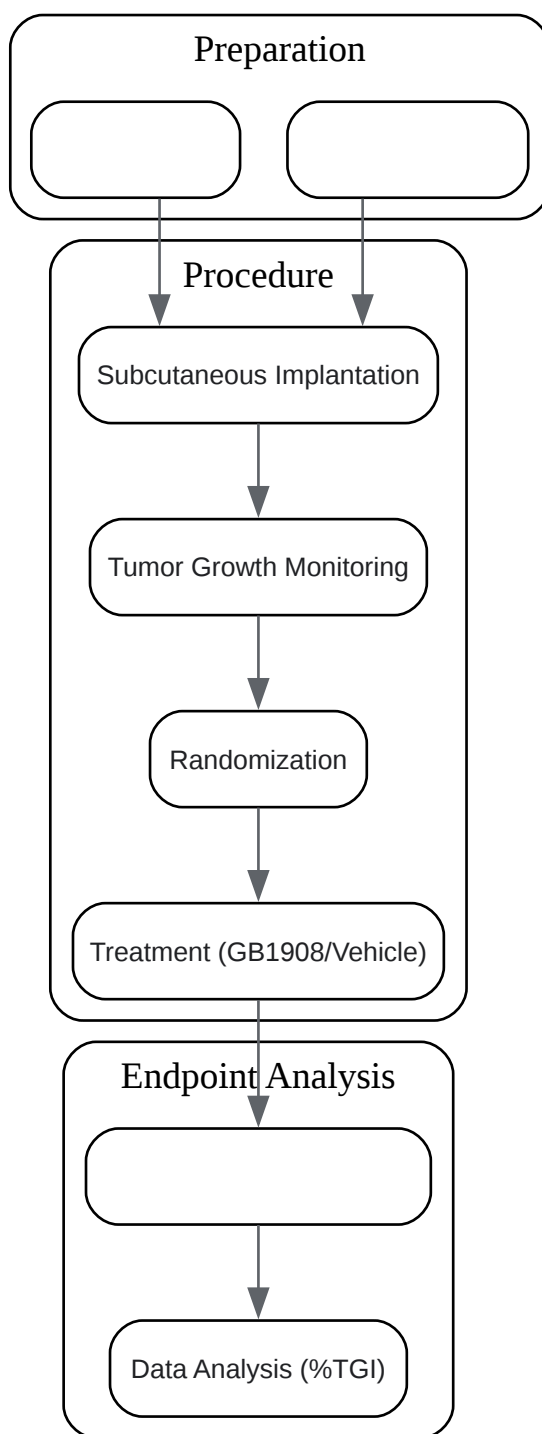 Preparation
Procedure
Subcutaneous Implantation
Tumor Growth Monitoring
Randomization
Treatment (GB1908/Vehicle)
Endpoint Analysis
Data Analysis (%TGI)